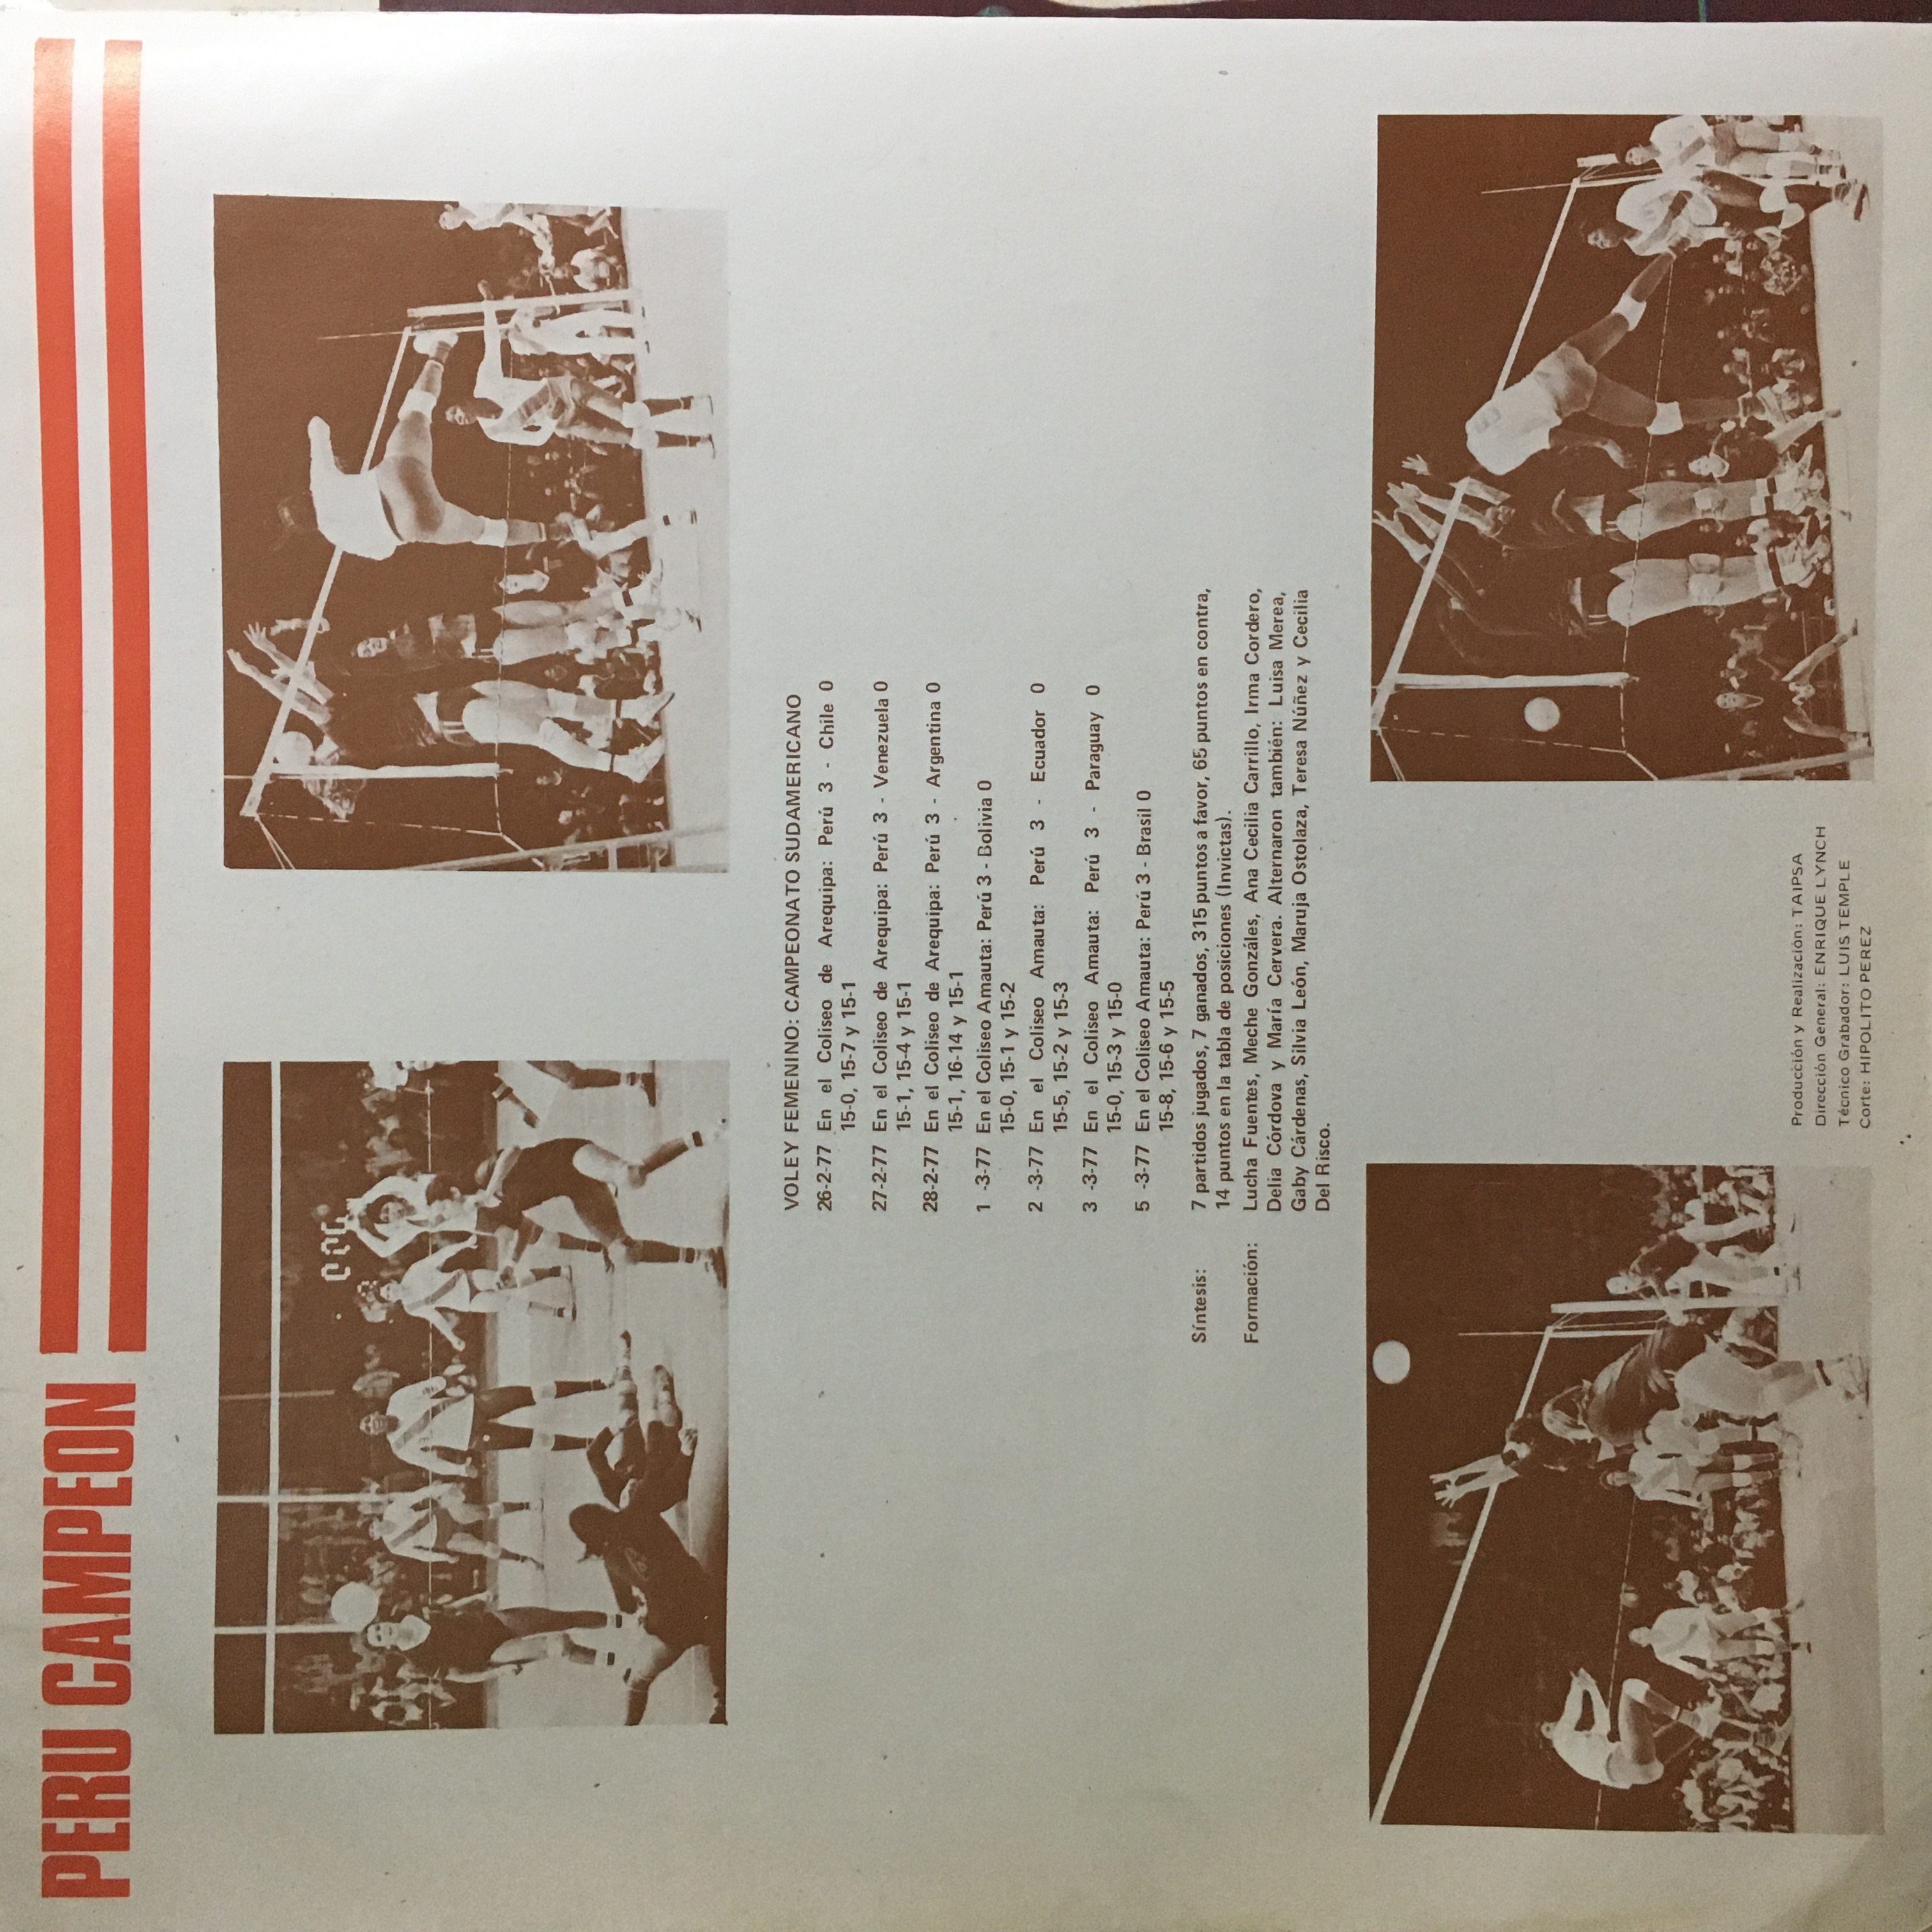 PERU CAMPEON
VOLEY FEMENINO: CAMPEONATO SUDAMERICANO
26-2-77 En el Coliseo de Arequipa: Perú 3 - Chile 0
15-0, 15-7 y 15-1
27-2-77 En el Coliseo de Arequipa: Perú 3 - Venezuela 0
15-1, 15-4 y 15-1
28-2-77 En el Coliseo de Arequipa: Perú 3 - Argentina 0
15-1, 16-14 y 15-1
1 -3-77 En el Coliseo Amauta: Perú 3 - Bolivia 0
15-0, 15-1 y 15-2
2 -3-77 En el Coliseo Amauta: Perú 3 - Ecuador 0
15-5, 15-2 y 15-3
3 -3-77 En el Coliseo Amauta: Perú 3 - Paraguay 0
15-0, 15-3 y 15-0
5 -3-77 En el Coliseo Amauta: Perú 3 - Brasil 0
15-8, 15-6 y 15-5
Síntesis: 7 partidos jugados, 7 ganados, 315 puntos a favor, 65 puntos en contra,
14 puntos en la tabla de posiciones (Invictas).
Formación: Lucha Fuentes, Meche Gonzáles, Ana Cecilia Carrillo, Irma Cordero,
Delia Córdova y María Cervera. Alternaron también: Luisa Merea,
Gaby Cárdenas, Silvia León, Maruja Ostolaza, Teresa Núñez y Cecilia
Del Risco.
Producción y Realización: TAIPSA
Dirección General: ENRIQUE LYNCH
Técnico Grabador: LUIS TEMPLE
Corte: HIPOLITO PEREZ